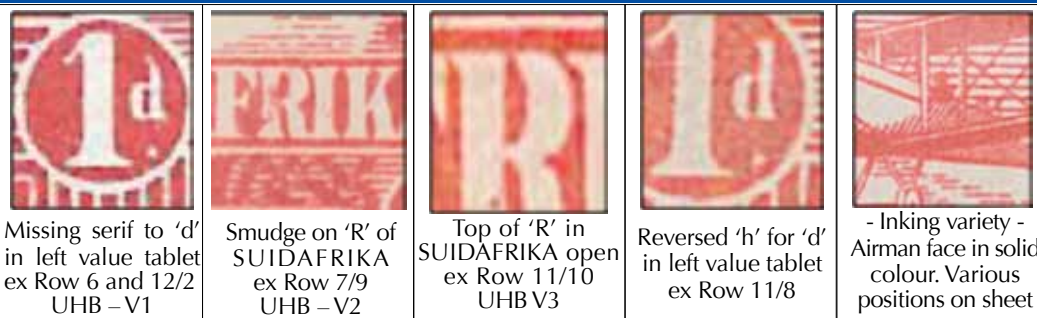 1d
FRIK
R
1d
Missing serif to ‘d’
in left value tablet
ex Row 6 and 12/2
UHB – V1
Smudge on ‘R’ of
SUIDAFRIKA
ex Row 7/9
UHB – V2
Top of ‘R’ in
SUIDAFRIKA open
ex Row 11/10
UHB V3
Reversed ‘h’ for ‘d’
in left value tablet
ex Row 11/8
- Inking variety -
Airman face in solid
colour. Various
positions on sheet